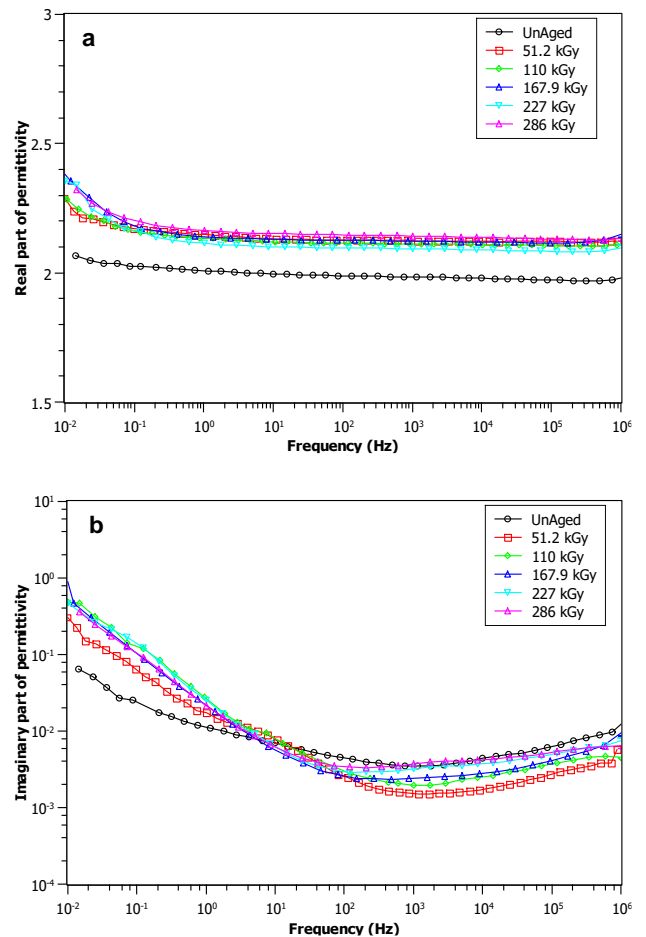 a
3
2.5
2
1.5
Real part of permittivity
UnAged
51.2 kGy
110 kGy
167.9 kGy
227 kGy
286 kGy
10⁻² 10⁻¹ 10⁰ 10¹ 10² 10³ 10⁴ 10⁵ 10⁶
Frequency (Hz)
b
10¹
10⁰
10⁻¹
10⁻²
10⁻³
10⁻⁴
Imaginary part of permittivity
UnAged
51.2 kGy
110 kGy
167.9 kGy
227 kGy
286 kGy
10⁻² 10⁻¹ 10⁰ 10¹ 10² 10³ 10⁴ 10⁵ 10⁶
Frequency (Hz)